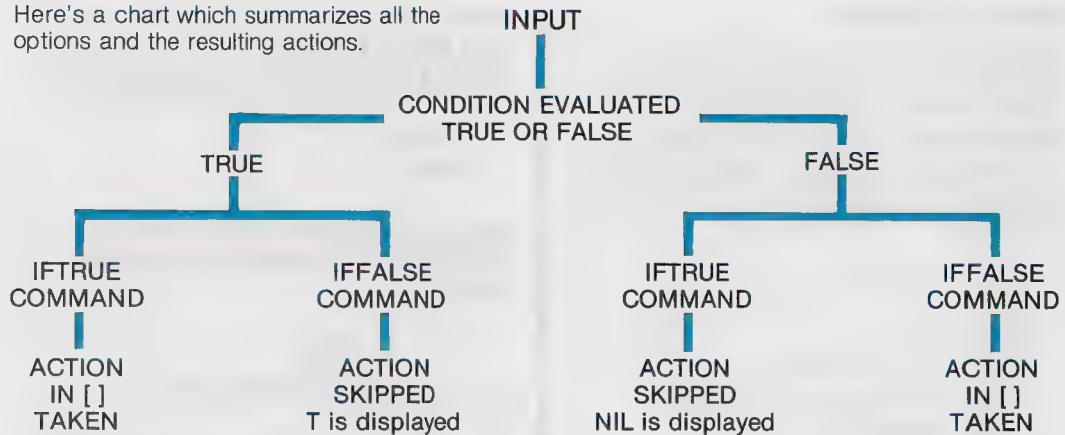 Here's a chart which summarizes all the
options and the resulting actions.
INPUT
CONDITION EVALUATED
TRUE OR FALSE
TRUE
FALSE
IFTRUE
COMMAND
IFFALSE
COMMAND
IFTRUE
COMMAND
IFFALSE
COMMAND
ACTION
IN [ ]
TAKEN
ACTION
SKIPPED
T is displayed
ACTION
SKIPPED
NIL is displayed
ACTION
IN [ ]
TAKEN